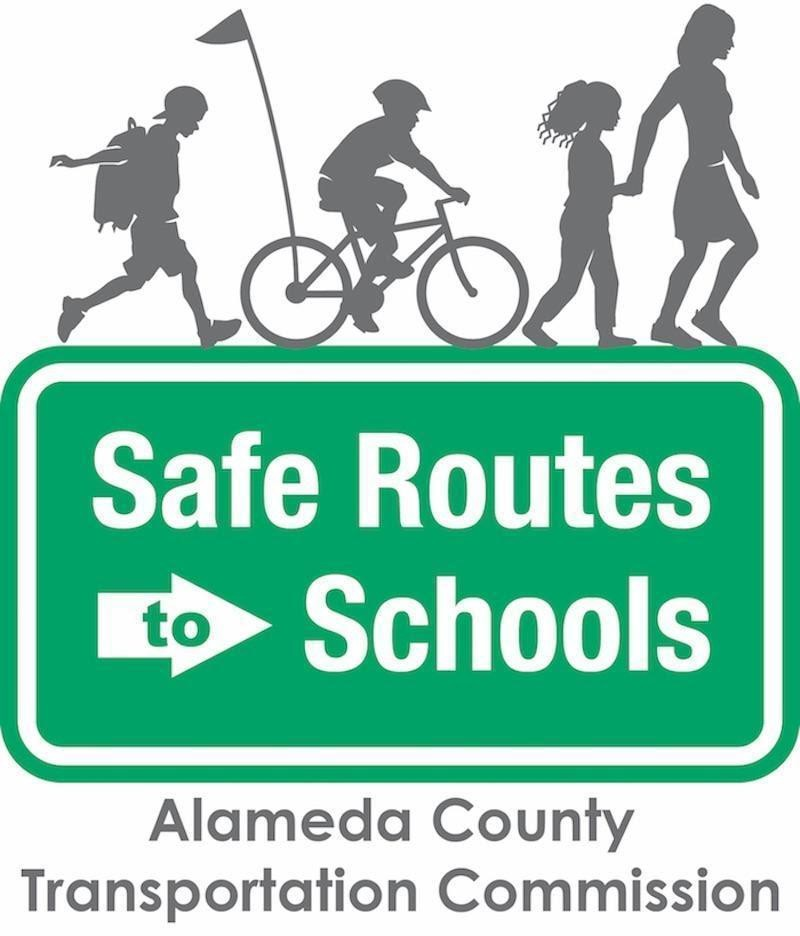 Safe Routes
to Schools
Alameda County
Transportation Commission